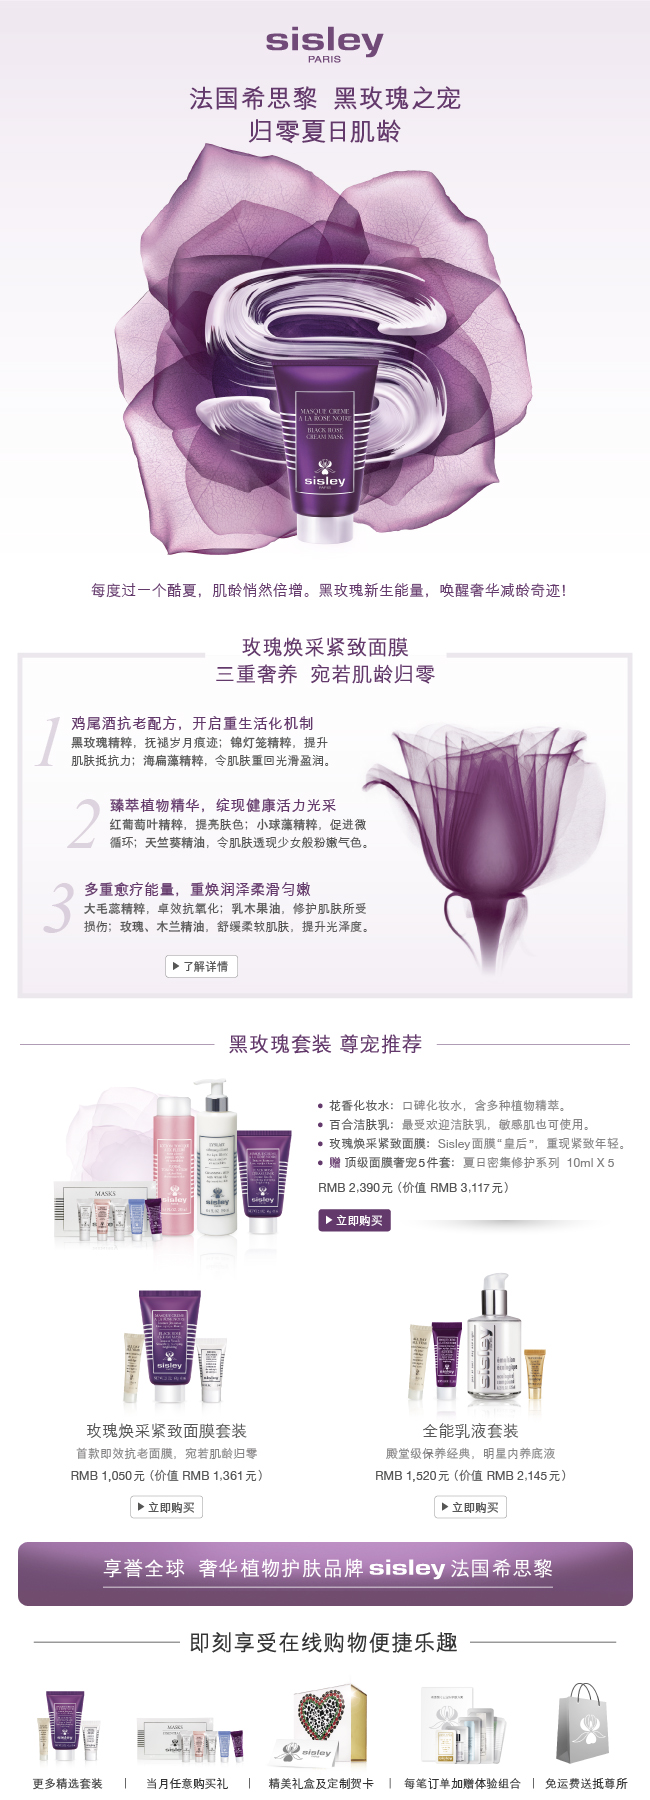 sisley
PARIS
法国希思黎 黑玫瑰之宠
归零夏日肌龄
MASQUE CREME
A LA ROSE NOIRE
BLACK ROSE
CREAM MASK
sisley
PARIS
每度过一个酷夏，肌龄悄然倍增。黑玫瑰新生能量，唤醒奢华减龄奇迹！
玫瑰焕采紧致面膜
三重奢养 宛若肌龄归零
1
鸡尾酒抗老配方，开启重生活化机制
黑玫瑰精粹，抚褪岁月痕迹；锦灯笼精粹，提升
肌肤抵抗力；海扁藻精粹，令肌肤重回光滑盈润。
2
臻萃植物精华，绽现健康活力光采
红葡萄叶精粹，提亮肤色；小球藻精粹，促进微
循环；天竺葵精油，令肌肤透现少女般粉嫩气色。
3
多重愈疗能量，重焕润泽柔滑匀嫩
大毛蕊精粹，卓效抗氧化；乳木果油，修护肌肤所受
损伤；玫瑰、木兰精油，舒缓柔软肌肤，提升光泽度。
了解详情
黑玫瑰套装 尊宠推荐
MASKS
sisley
sisley
sisley
• 花香化妆水：口碑化妆水，含多种植物精萃。
• 百合洁肤乳：最受欢迎洁肤乳，敏感肌也可使用。
• 玫瑰焕采紧致面膜：Sisley面膜“皇后”，重现紧致年轻。
• 赠 顶级面膜奢宠5件套：夏日密集修护系列 10ml X 5
RMB 2,390元（价值 RMB 3,117元）
立即购买
MASQUE CREME
A LA ROSE NOIRE
BLACK ROSE
CREAM MASK
sisley
sisley
玫瑰焕采紧致面膜套装
首款即效抗老面膜，宛若肌龄归零
RMB 1,050元（价值 RMB 1,361元）
立即购买
全能乳液套装
殿堂级保养经典，明星内养底液
RMB 1,520元（价值 RMB 2,145元）
立即购买
享誉全球 奢华植物护肤品牌 sisley 法国希思黎
即刻享受在线购物便捷乐趣
sisley
MASKS
sisley
更多精选套装 | 当月任意购买礼 | 精美礼盒及定制贺卡 | 每笔订单加赠体验组合 | 免运费送抵尊所